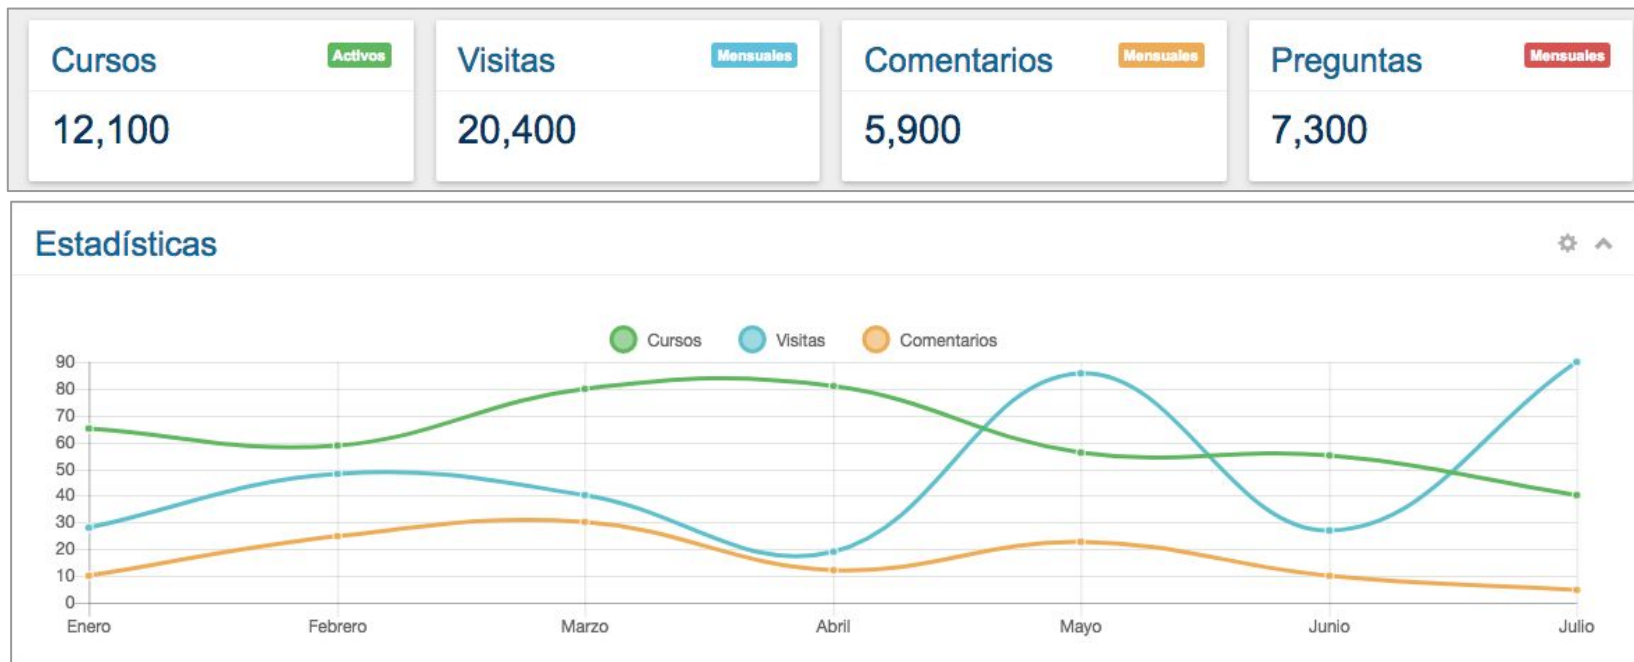 Cursos Activos
12,100
Visitas Mensuales
20,400
Comentarios Mensuales
5,900
Preguntas Mensuales
7,300
Estadísticas
Cursos Visitas Comentarios
90
80
70
60
50
40
30
20
10
0
Enero Febrero Marzo Abril Mayo Junio Julio